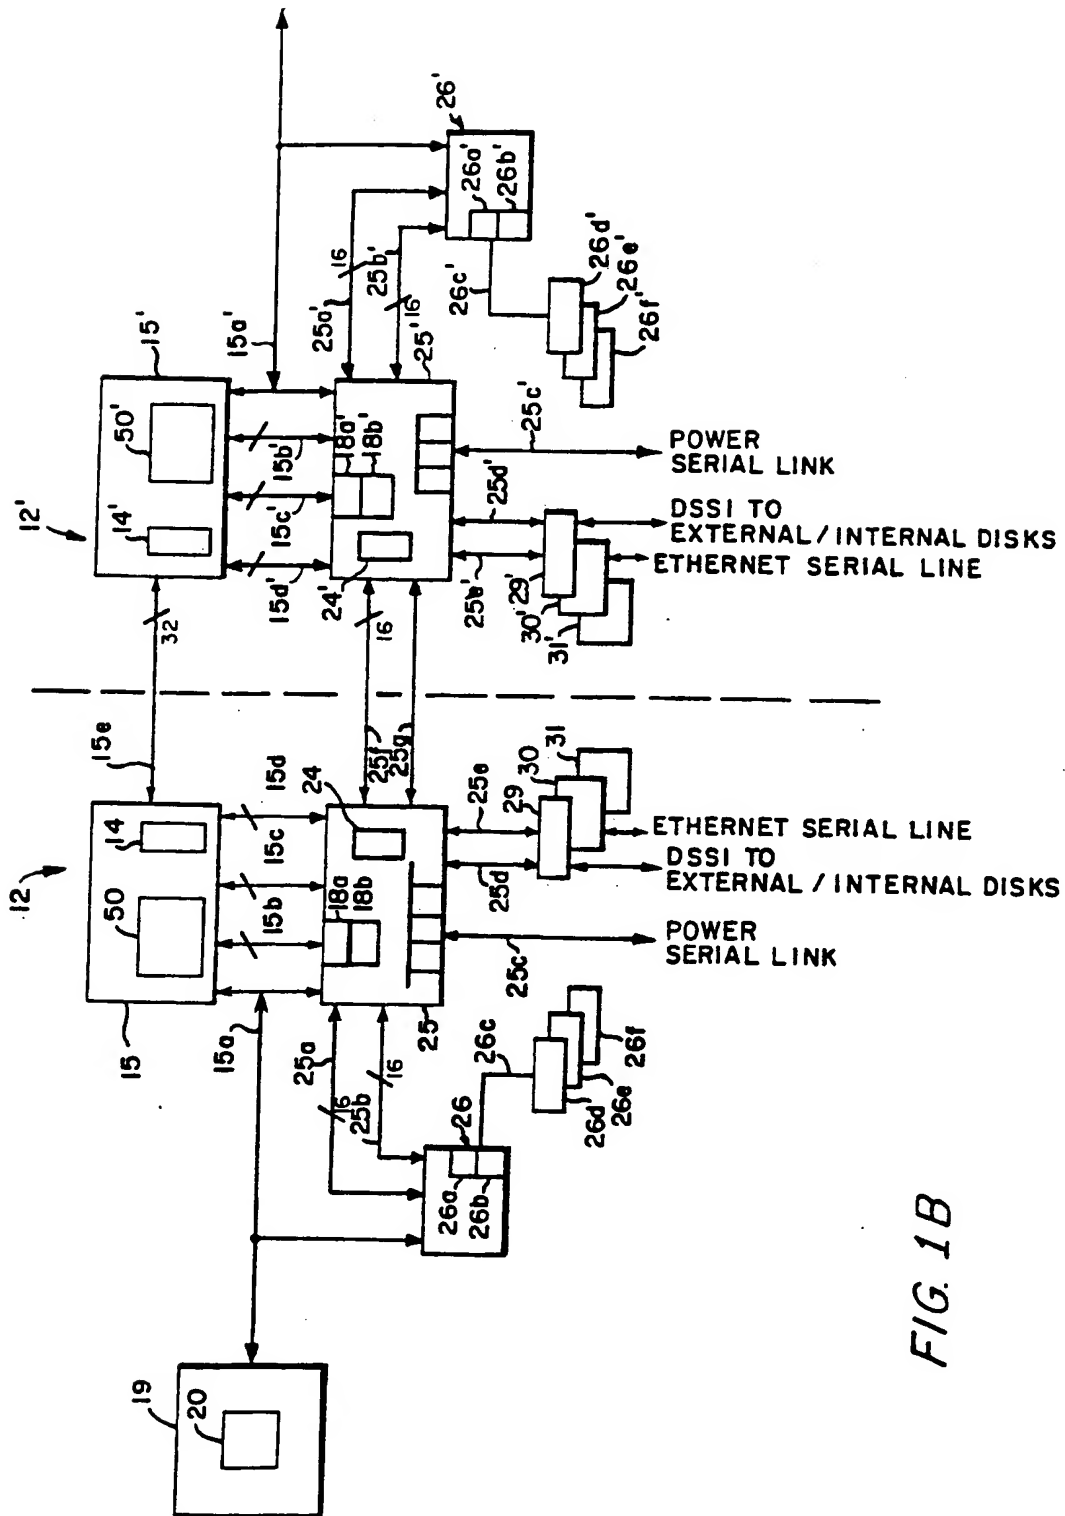 12'
15'
50'
14'
15a'
15b'
15c'
15d'
18a'
18b'
24'
25'
25a'
16
25b'
16
26'
26a'
26b'
26c'
26d'
26e'
26f'
25c'
POWER
SERIAL LINK
25d'
25e'
DSSI TO
EXTERNAL/INTERNAL DISKS
ETHERNET SERIAL LINE
29'
30'
31'
32
15e
16
25f
25g
12
14
50
15
15d
15c
15b
15a
24
18a
18b
25
25a
16
25b
16
25e
25d
25c
29
30
31
ETHERNET SERIAL LINE
DSSI TO
EXTERNAL / INTERNAL DISKS
POWER
SERIAL LINK
26
26a
26b
26c
26d
26e
26f
19
20
FIG. 1B